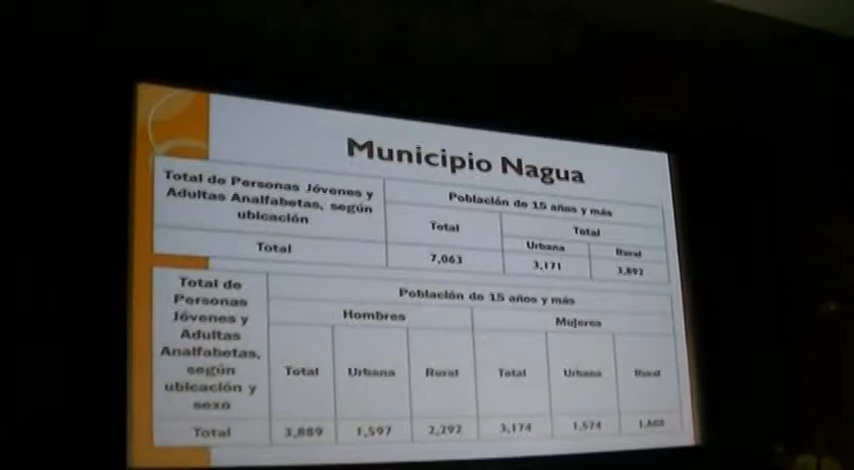 Municipio Nagua
Total de Personas Jóvenes y
Adultas Analfabetas, según
ubicación
Población de 15 años y más
Total
Total
Urbana
Rural
Total
7,063
3,171
3,892
Total de
Personas
Jóvenes y
Adultas
Analfabetas,
según
ubicación y
sexo
Población de 15 años y más
Hombres
Mujeres
Total
Urbana
Rural
Total
Urbana
Rural
Total
3,889
1,597
2,292
3,174
1,574
1,600